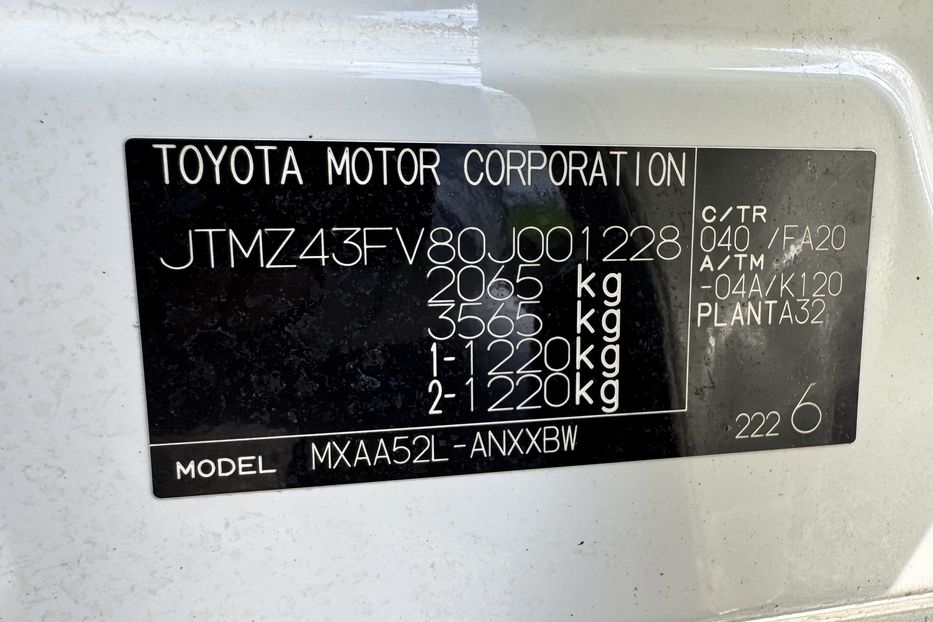 TOYOTA MOTOR CORPORATION
JTMZ43FV80J001228
2065 kg
3565 kg
1-1220kg
2-1220kg
C/TR
040 /FA20
A/TM
-04A/K120
PLANTA32
222 6
MODEL MXAA52L-ANXXBW